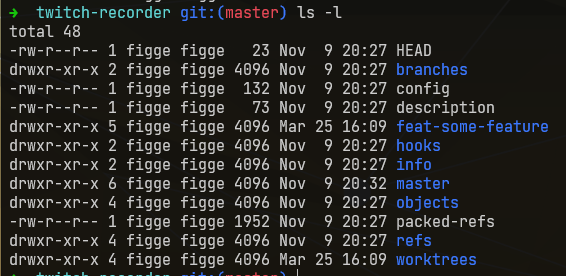 → twitch-recorder git:(master) ls -l
total 48
-rw-r--r-- 1 figge figge   23 Nov  9 20:27 HEAD
drwxr-xr-x 2 figge figge 4096 Nov  9 20:27 branches
-rw-r--r-- 1 figge figge  132 Nov  9 20:27 config
-rw-r--r-- 1 figge figge   73 Nov  9 20:27 description
drwxr-xr-x 5 figge figge 4096 Mar 25 16:09 feat-some-feature
drwxr-xr-x 2 figge figge 4096 Nov  9 20:27 hooks
drwxr-xr-x 2 figge figge 4096 Nov  9 20:27 info
drwxr-xr-x 6 figge figge 4096 Nov  9 20:32 master
drwxr-xr-x 4 figge figge 4096 Nov  9 20:27 objects
-rw-r--r-- 1 figge figge 1952 Nov  9 20:27 packed-refs
drwxr-xr-x 4 figge figge 4096 Nov  9 20:27 refs
drwxr-xr-x 4 figge figge 4096 Mar 25 16:09 worktrees
→ twitch-recorder git:(master)